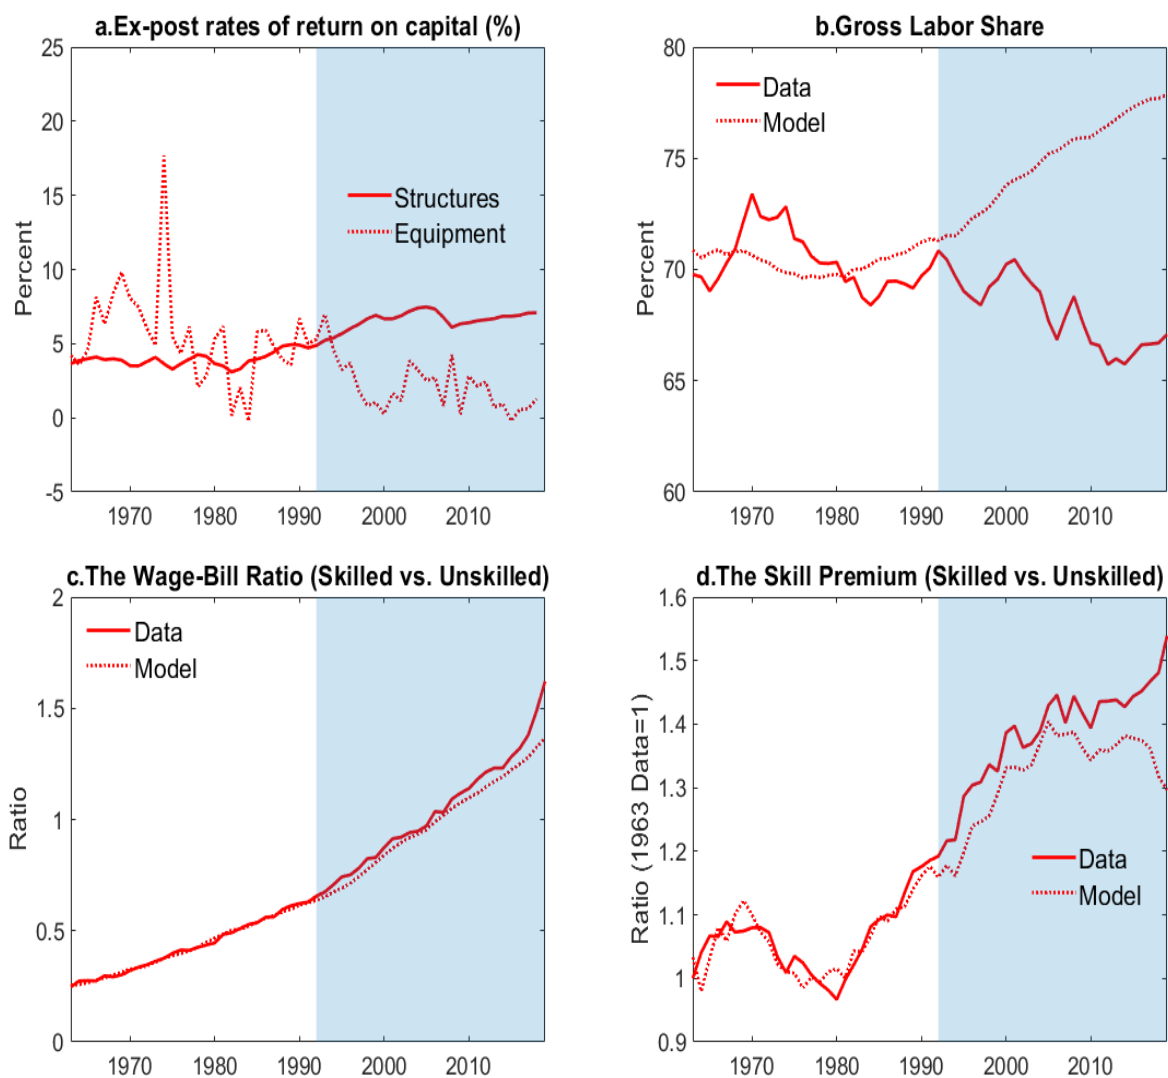 a.Ex-post rates of return on capital (%)
25
20
15
10
5
0
-5
Percent
Structures
Equipment
1970 1980 1990 2000 2010
b.Gross Labor Share
80
75
70
65
60
Percent
Data
Model
1970 1980 1990 2000 2010
c.The Wage-Bill Ratio (Skilled vs. Unskilled)
2
1.5
1
0.5
0
Ratio
Data
Model
1970 1980 1990 2000 2010
d.The Skill Premium (Skilled vs. Unskilled)
1.6
1.5
1.4
1.3
1.2
1.1
1
0.9
Ratio (1963 Data=1)
Data
Model
1970 1980 1990 2000 2010